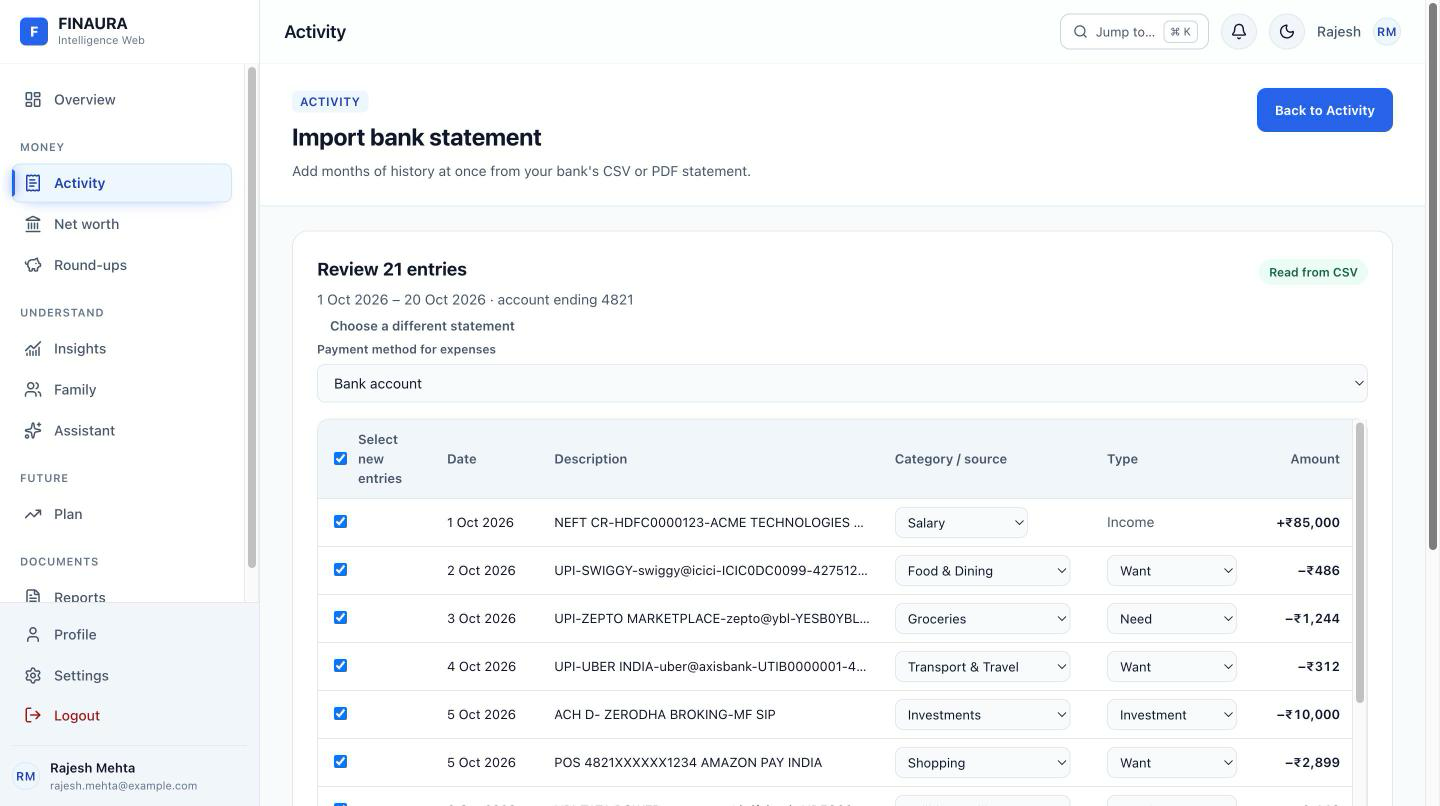 F
FINAURA
Intelligence Web
Overview
MONEY
Activity
Net worth
Round-ups
UNDERSTAND
Insights
Family
Assistant
FUTURE
Plan
DOCUMENTS
Reports
Profile
Settings
Logout
RM
Rajesh Mehta
rajesh.mehta@example.com
Activity
Jump to...
⌘ K
Rajesh
RM
ACTIVITY
Import bank statement
Add months of history at once from your bank's CSV or PDF statement.
Back to Activity
Review 21 entries
Read from CSV
1 Oct 2026 – 20 Oct 2026 · account ending 4821
Choose a different statement
Payment method for expenses
Bank account
Select new entries Date Description Category / source Type Amount
1 Oct 2026 NEFT CR-HDFC0000123-ACME TECHNOLOGIES ... Salary Income +₹85,000
2 Oct 2026 UPI-SWIGGY-swiggy@icici-ICIC0DC0099-427512... Food & Dining Want −₹486
3 Oct 2026 UPI-ZEPTO MARKETPLACE-zepto@ybl-YESB0YBL... Groceries Need −₹1,244
4 Oct 2026 UPI-UBER INDIA-uber@axisbank-UTIB0000001-4... Transport & Travel Want −₹312
5 Oct 2026 ACH D- ZERODHA BROKING-MF SIP Investments Investment −₹10,000
5 Oct 2026 POS 4821XXXXXX1234 AMAZON PAY INDIA Shopping Want −₹2,899